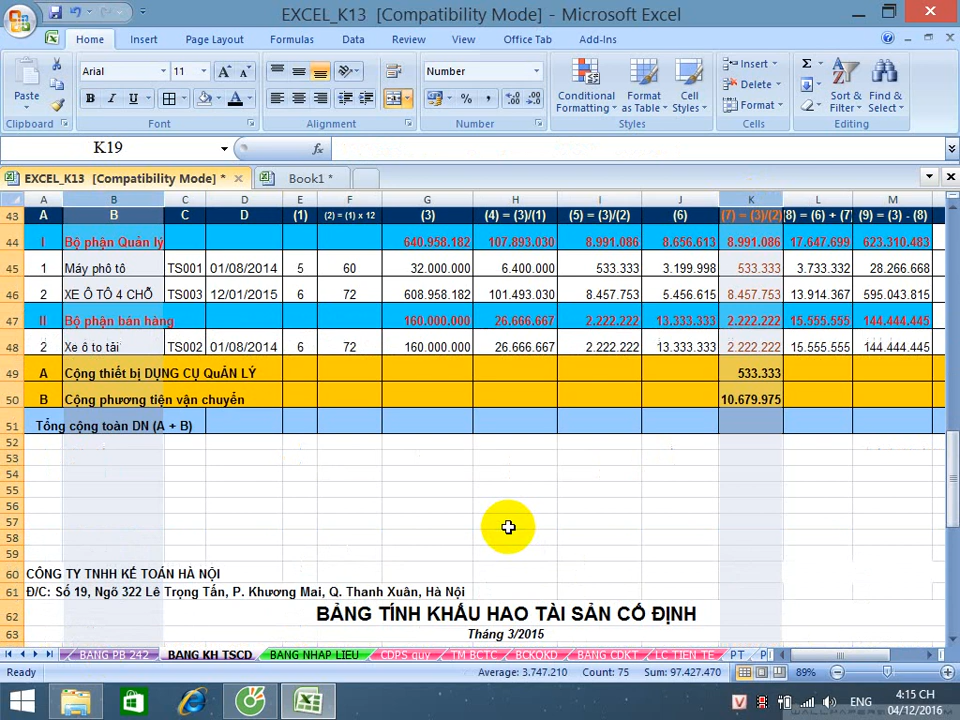 EXCEL_K13 [Compatibility Mode] - Microsoft Excel
Home Insert Page Layout Formulas Data Review View Office Tab Add-Ins
Arial 11 Number Insert
Paste B I U Conditional Format Cell Delete Sort & Find &
Formatting as Table Styles Format Filter Select
Clipboard Font Alignment Number Styles Cells Editing
K19 fx
EXCEL_K13 [Compatibility Mode] * Book1 *
A B C D E F G H I J K L M
43 A B C D (1) (2) = (1) x 12 (3) (4) = (3)/(1) (5) = (3)/(2) (6) (7) = (3)/(2) (8) = (6) + (7 (9) = (3) - (8)
44 I Bộ phận Quản lý 640.958.182 107.893.030 8.991.086 8.656.613 8.991.086 17.647.699 623.310.483
45 1 Máy phô tô TS001 01/08/2014 5 60 32.000.000 6.400.000 533.333 3.199.998 533.333 3.733.332 28.266.668
46 2 XE Ô TÔ 4 CHỖ TS003 12/01/2015 6 72 608.958.182 101.493.030 8.457.753 5.456.615 8.457.753 13.914.367 595.043.815
47 II Bộ phận bán hàng 160.000.000 26.666.667 2.222.222 13.333.333 2.222.222 15.555.555 144.444.445
48 2 Xe ô to tải TS002 01/08/2014 6 72 160.000.000 26.666.667 2.222.222 13.333.333 2.222.222 15.555.555 144.444.445
49 A Cộng thiết bị DỤNG CỤ QuẢN LÝ 533.333
50 B Cộng phương tiện vận chuyển 10.679.975
51 Tổng cộng toàn DN (A + B)
52
53
54
55
56
57
58
59
60 CÔNG TY TNHH KẾ TOÁN HÀ NỘI
61 Đ/C: Số 19, Ngõ 322 Lê Trọng Tấn, P. Khương Mai, Q. Thanh Xuân, Hà Nội
62 BẢNG TÍNH KHẤU HAO TÀI SẢN CỐ ĐỊNH
63 Tháng 3/2015
BANG PB 242 BANG KH TSCD BANG NHAP LIEU CDPS quy TM BCTC BCKQKD BANG CDKT LC TIEN TE PT
Ready Average: 3.747.210 Count: 75 Sum: 97.427.470 89%
ENG 4:15 CH
04/12/2016